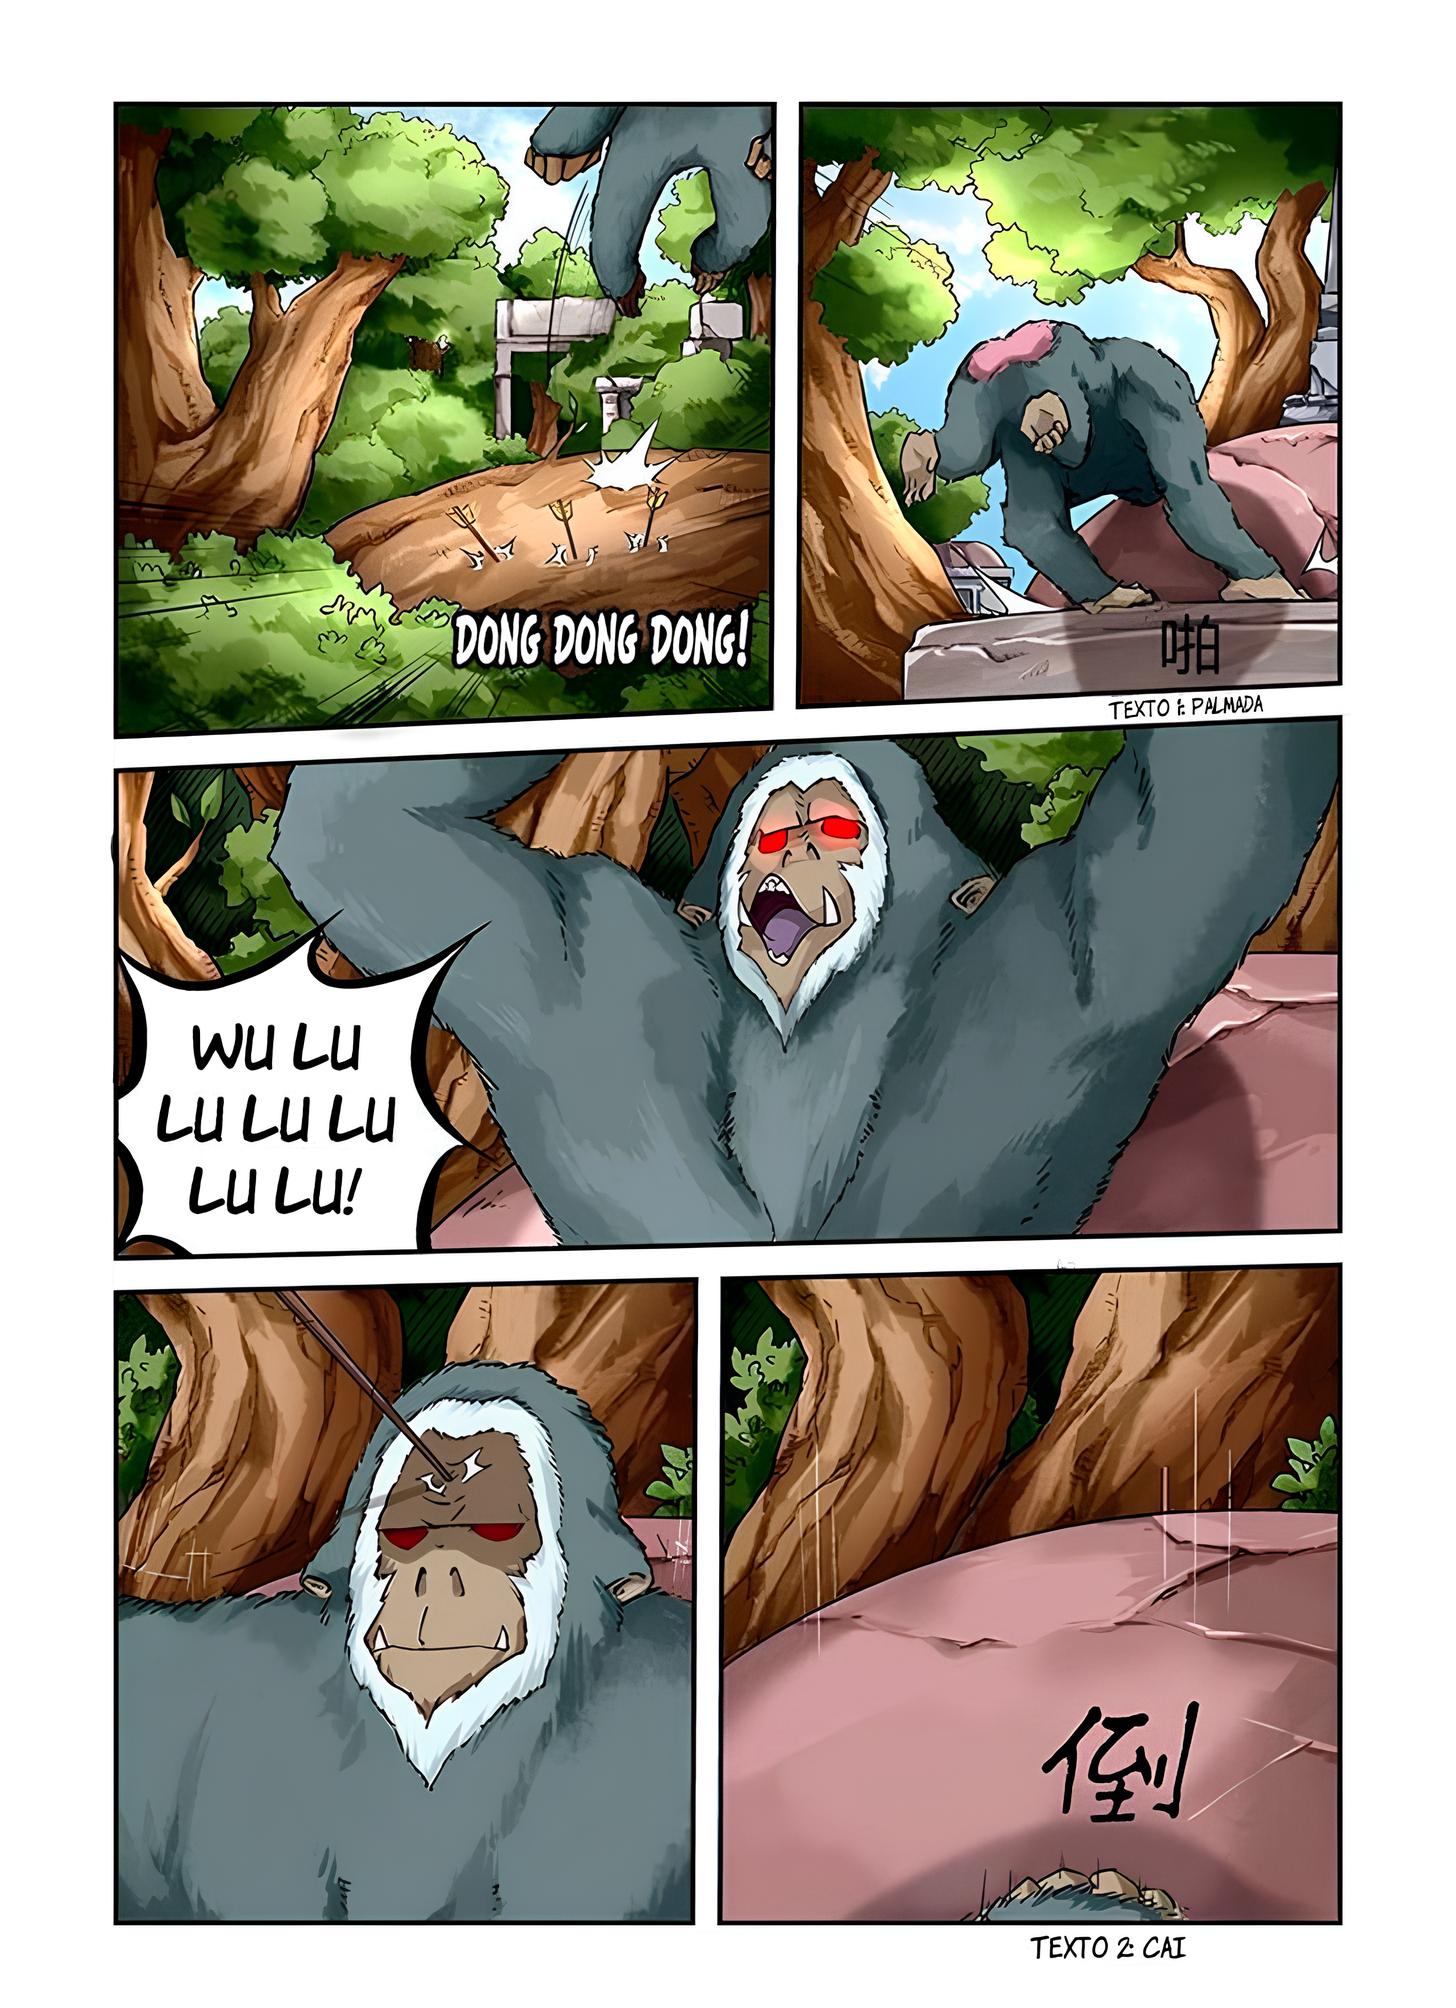 DONG DONG DONG!
啪
TEXTO 1: PALMADA
WU LU
LU LU LU
LU LU!
倒
TEXTO 2: CAI